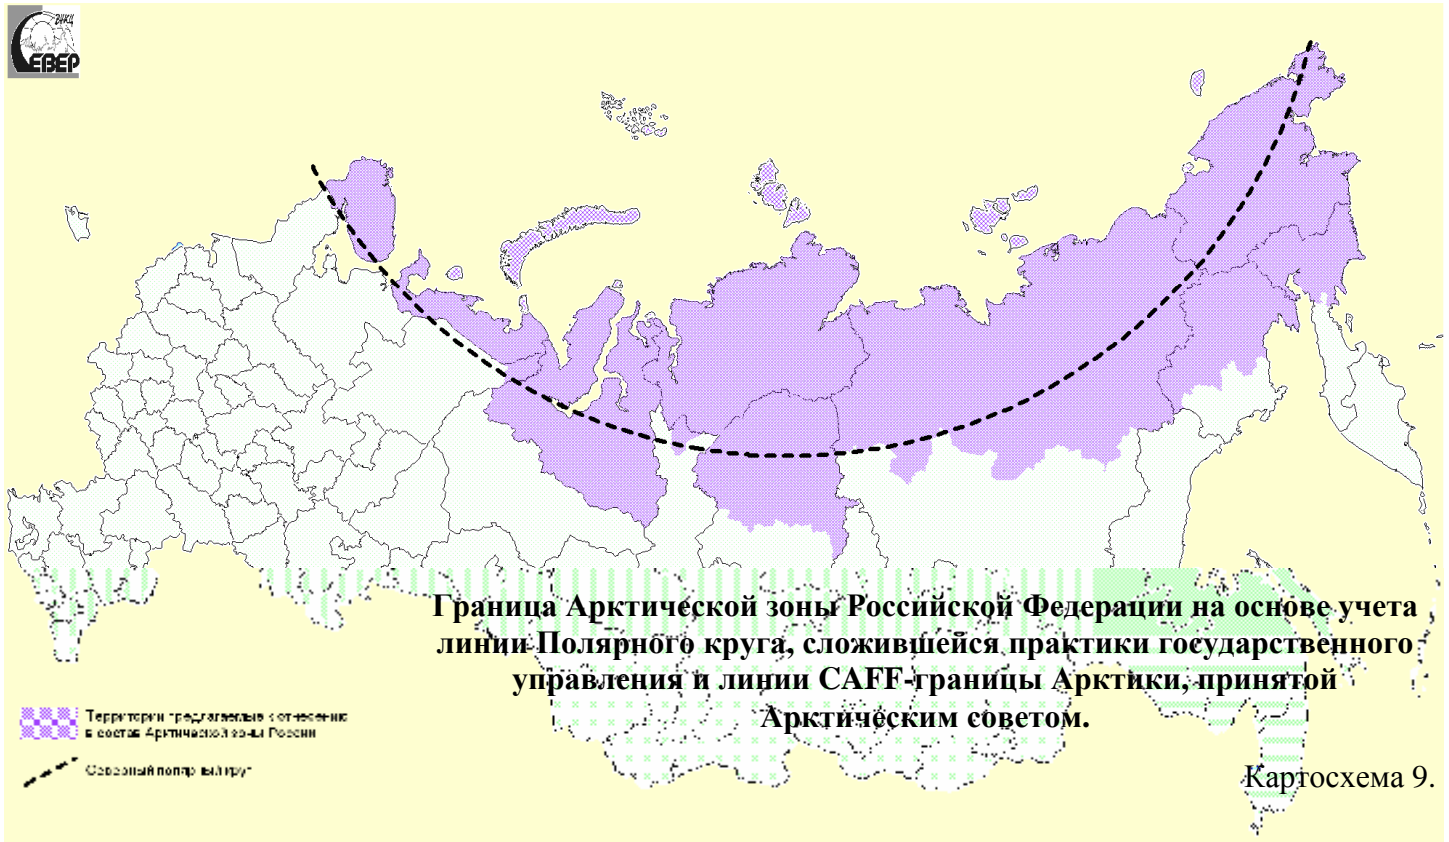 ВНКЦ
СЕВЕР
Граница Арктической зоны Российской Федерации на основе учета
линии Полярного круга, сложившейся практики государственного
управления и линии CAFF-границы Арктики, принятой
Арктическим советом.
Территории предлагаемые к отнесению
в состав Арктической зоны России
Северный полярный круг
Картосхема 9.